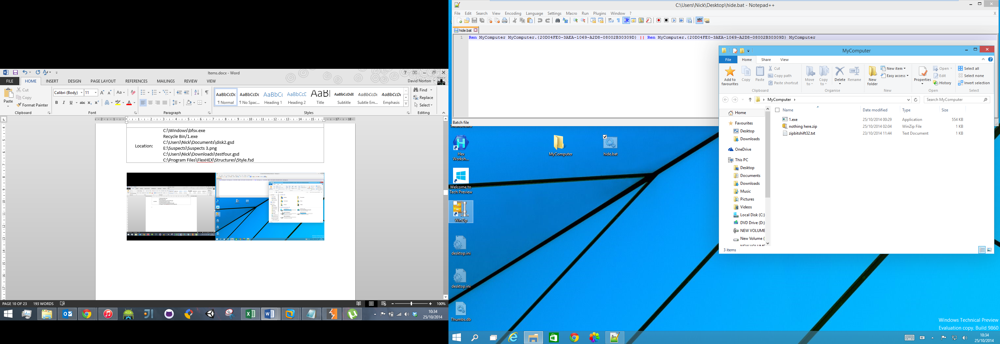 Items.docx - Word
FILE HOME INSERT DESIGN PAGE LAYOUT REFERENCES MAILINGS REVIEW VIEW David Norton
Paste Cut
Copy
Format Painter
Calibri (Body) 11
AaBbCcDc AaBbCcDc AaBbCc AaBbCcD AaBI AaBbCcDdE AaBbCcDc AaBbCcDc
¶ Normal ¶ No Spac... Heading 1 Heading 2 Title Subtitle Subtle Em... Emphasis
Find
Replace
Select
Clipboard Font Paragraph Styles Editing
Location:
C:\Windows\bfsv.exe
Recycle Bin/1.exe
C:\Users\Nick\Documents\disk2.gsd
E:\Suspects\Suspects 3.png
C:\Users\Nick\Downloads\testfour.gsd
C:\Program Files\FlexHEX\Structures\5tyle.fsd
PAGE 10 OF 23 193 WORDS 100%
10:34
25/10/2014
C:\Users\Nick\Desktop\hide.bat - Notepad++
File Edit Search View Encoding Language Settings Macro Run Plugins Window ? X
hide.bat
1 Ren MyComputer MyComputer.{20D04FE0-3AEA-1069-A2D8-08002B30309D} || Ren MyComputer.{20D04FE0-3AEA-1069-A2D8-08002B30309D} MyComputer
Batch file
Thunderbird
Hex
Worksh...
MyComputer
hide.bat
Welcome to
Tech Preview
WinZip
desktop.ini
desktop.ini
Thumbs.db
MyComputer
File Home Share View
Add to
favourites
Copy
Paste
Cut
Copy path
Paste shortcut
Move
to
Copy
to
Delete
Rename
New
folder
New item
Easy access
Properties
Open
Edit
History
Select all
Select none
Invert selection
Clipboard Organise New Open Select
MyComputer
Search MyComputer
Name Date modified Type Size
1.exe 25/10/2014 00:29 Application 554 KB
nothing here.zip 25/10/2014 02:04 WinZip File 1 KB
zipbitshift32.txt 23/10/2014 11:44 Text Document 1 KB
Home
Favourites
Desktop
Downloads
OneDrive
This PC
Desktop
Documents
Downloads
Music
Pictures
Videos
Local Disk (C:)
DVD Drive (D:)
NEW VOLUME
New Volume (
NEW VOLUME
3 items
Windows Technical Preview
Evaluation copy. Build 9860
10:34
25/10/2014